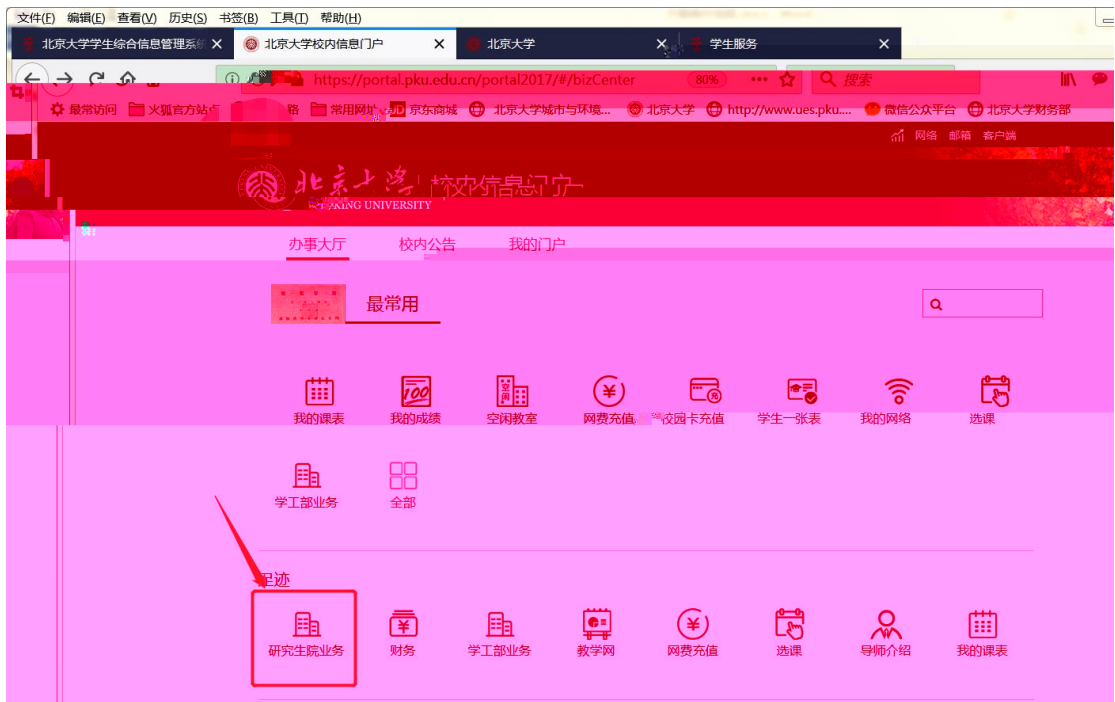 文件(F) 编辑(E) 查看(V) 历史(S) 书签(B) 工具(T) 帮助(H)
北京大学学生综合信息管理系统 × 北京大学校内信息门户 × 北京大学 × 学生服务 ×
https://portal.pku.edu.cn/portal2017/#/bizCenter 80% 搜索
最常访问 火狐官方站点 常用网址 JD 京东商城 北京大学城市与环境... 北京大学 http://www.ues.pku.... 微信公众平台 北京大学财务部
网络 邮箱 客户端
北京大学 校内信息门户
PEKING UNIVERSITY
办事大厅 校内公告 我的门户
最常用
我的课表 我的成绩 空闲教室 网费充值 校园卡充值 学生一张表 我的网络 选课
学工部业务 全部
足迹
研究生院业务 财务 学工部业务 教学网 网费充值 选课 导师介绍 我的课表